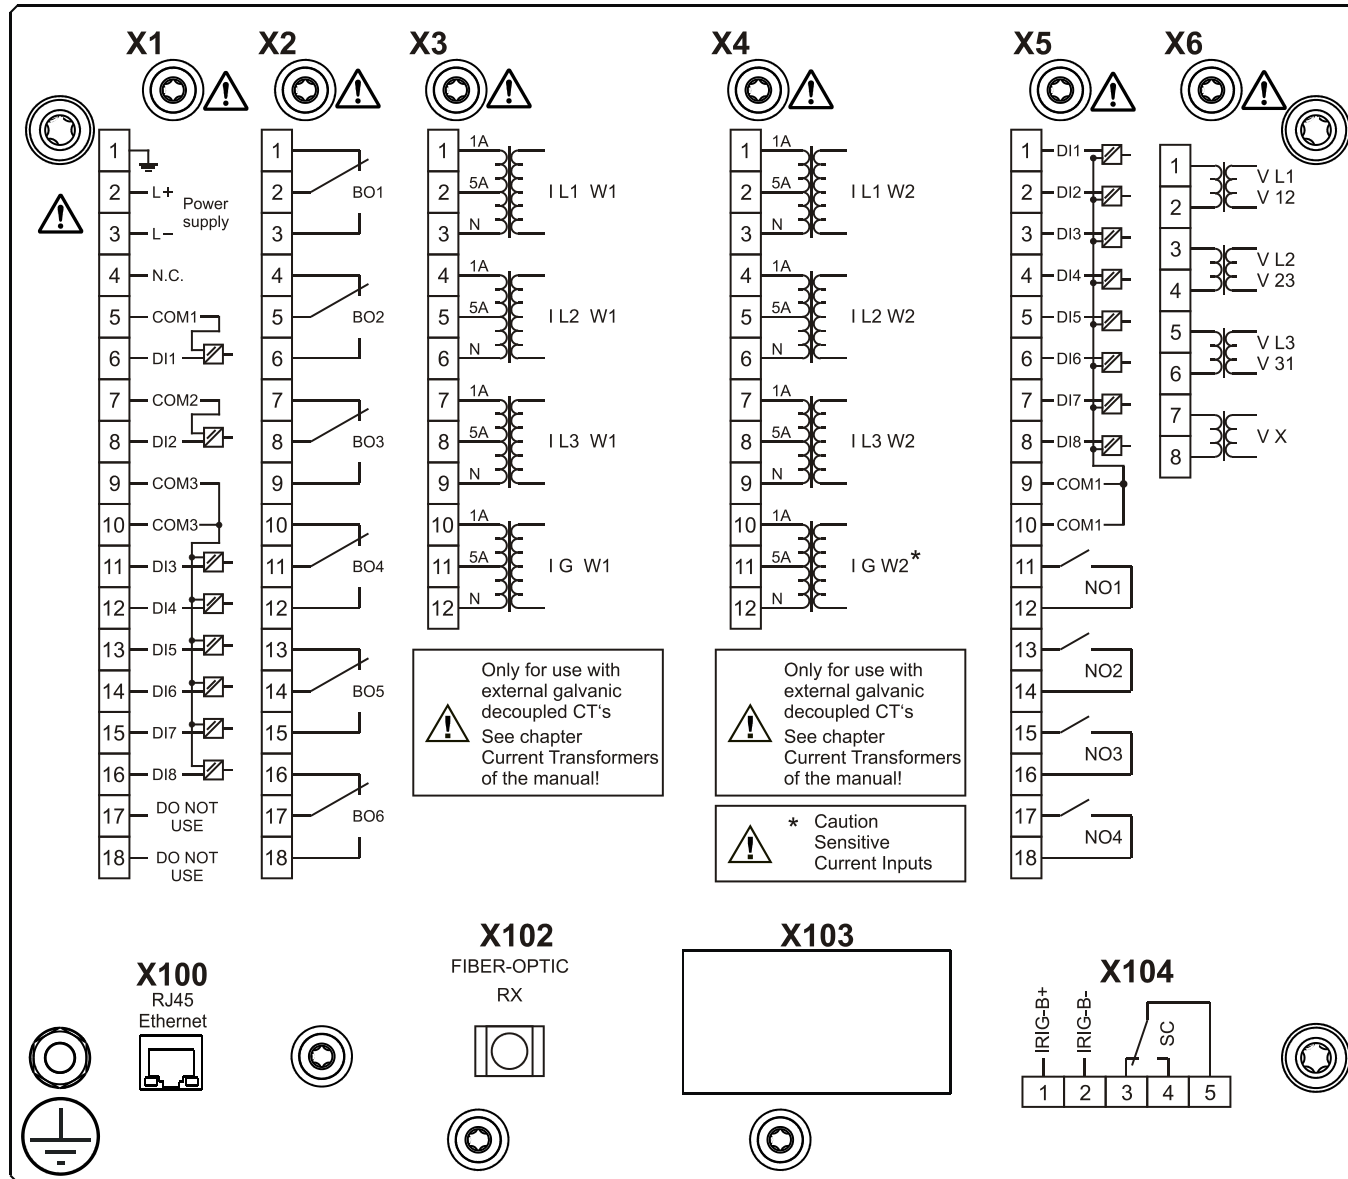 X1
1
2 L+ Power
supply
3 L–
4 N.C.
5 COM1
6 DI1
7 COM2
8 DI2
9 COM3
10 COM3
11 DI3
12 DI4
13 DI5
14 DI6
15 DI7
16 DI8
17 DO NOT
USE
18 DO NOT
USE
X2
1
2 BO1
3
4
5 BO2
6
7
8 BO3
9
10
11 BO4
12
13
14 BO5
15
16
17 BO6
18
X3
1 1A
2 5A I L1 W1
3 N
4 1A
5 5A I L2 W1
6 N
7 1A
8 5A I L3 W1
9 N
10 1A
11 5A I G W1
12 N
Only for use with
external galvanic
decoupled CT‘s
See chapter
Current Transformers
of the manual!
X4
1 1A
2 5A I L1 W2
3 N
4 1A
5 5A I L2 W2
6 N
7 1A
8 5A I L3 W2
9 N
10 1A
11 5A I G W2*
12 N
Only for use with
external galvanic
decoupled CT‘s
See chapter
Current Transformers
of the manual!
* Caution
Sensitive
Current Inputs
X5
1 DI1
2 DI2
3 DI3
4 DI4
5 DI5
6 DI6
7 DI7
8 DI8
9 COM1
10 COM1
11
NO1
12
13
NO2
14
15
NO3
16
17
NO4
18
X6
1 V L1
2 V 12
3 V L2
4 V 23
5 V L3
6 V 31
7
V X
8
X100
RJ45
Ethernet
X102
FIBER-OPTIC
RX
X103
X104
IRIG-B+
IRIG-B-
SC
1 2 3 4 5